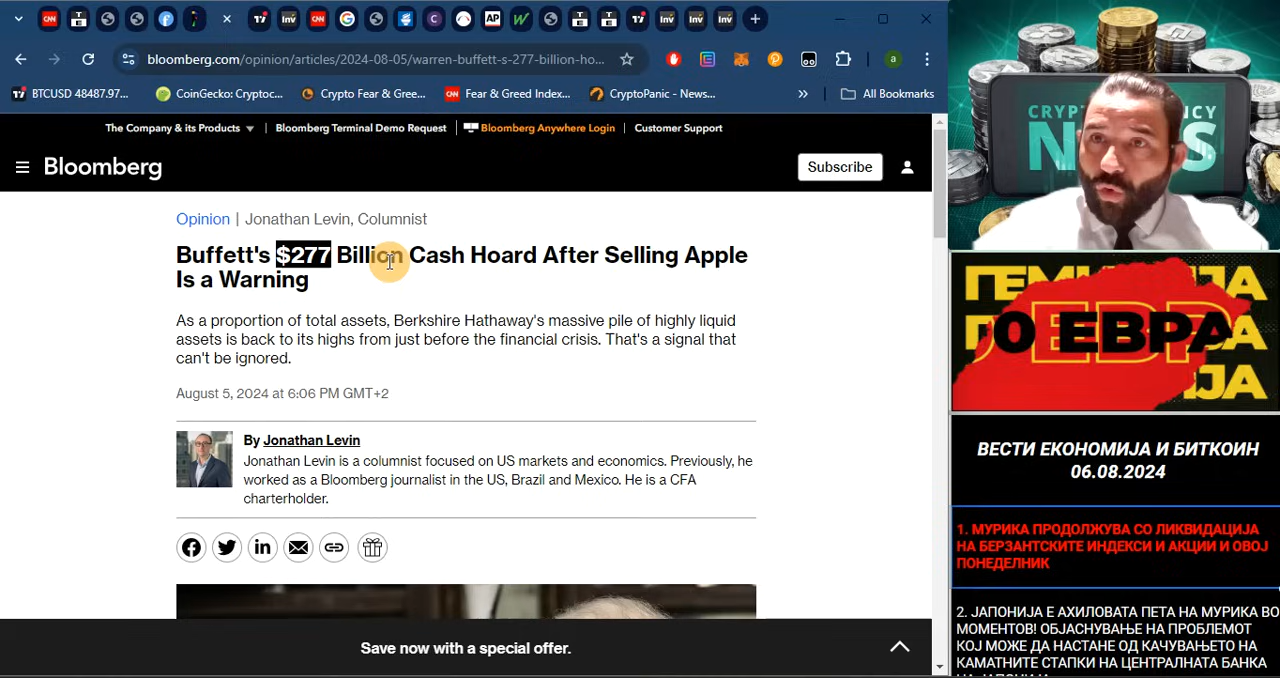 bloomberg.com/opinion/articles/2024-08-05/warren-buffett-s-277-billion-ho...
BTCUSD 48487.97...
CoinGecko: Cryptoc...
Crypto Fear & Gree...
Fear & Greed Index...
CryptoPanic - News...
All Bookmarks
The Company & its Products
Bloomberg Terminal Demo Request
Bloomberg Anywhere Login
Customer Support
Bloomberg
Subscribe
Opinion | Jonathan Levin, Columnist
Buffett's $277 Billion Cash Hoard After Selling Apple
Is a Warning
As a proportion of total assets, Berkshire Hathaway's massive pile of highly liquid
assets is back to its highs from just before the financial crisis. That's a signal that
can't be ignored.
August 5, 2024 at 6:06 PM GMT+2
By Jonathan Levin
Jonathan Levin is a columnist focused on US markets and economics. Previously, he
worked as a Bloomberg journalist in the US, Brazil and Mexico. He is a CFA
charterholder.
Save now with a special offer.
0 ЕВРА
ВЕСТИ ЕКОНОМИЈА И БИТКОИН
06.08.2024
1. МУРИКА ПРОДОЛЖУВА СО ЛИКВИДАЦИЈА
НА БЕРЗАНТСКИТЕ ИНДЕКСИ И АКЦИИ И ОВОЈ
ПОНЕДЕЛНИК
2. ЈАПОНИЈА Е АХИЛОВАТА ПЕТА НА МУРИКА ВО
МОМЕНТОВ! ОБЈАСНУВАЊЕ НА ПРОБЛЕМОТ
КОЈ МОЖЕ ДА НАСТАНЕ ОД КАЧУВАЊЕТО НА
КАМАТНИТЕ СТАПКИ НА ЦЕНТРАЛНАТА БАНКА